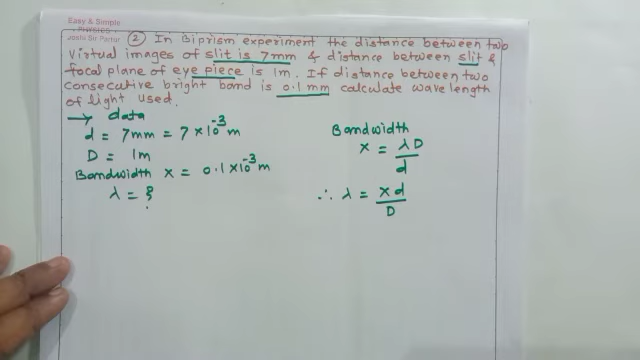 Easy & Simple
PHYSICS
Joshi Sir Partur
② In Biprism experiment the distance between two
virtual images of slit is 7mm & distance between slit &
focal plane of eye piece is 1m. If distance between two
consecutive bright band is 0.1mm calculate wave length
of light used.
→ data
d = 7mm = 7 × 10⁻³ m
D = 1m
Bandwidth x = 0.1 × 10⁻³ m
λ = ?
Bandwidth
x = λD/d
∴ λ = xd/D